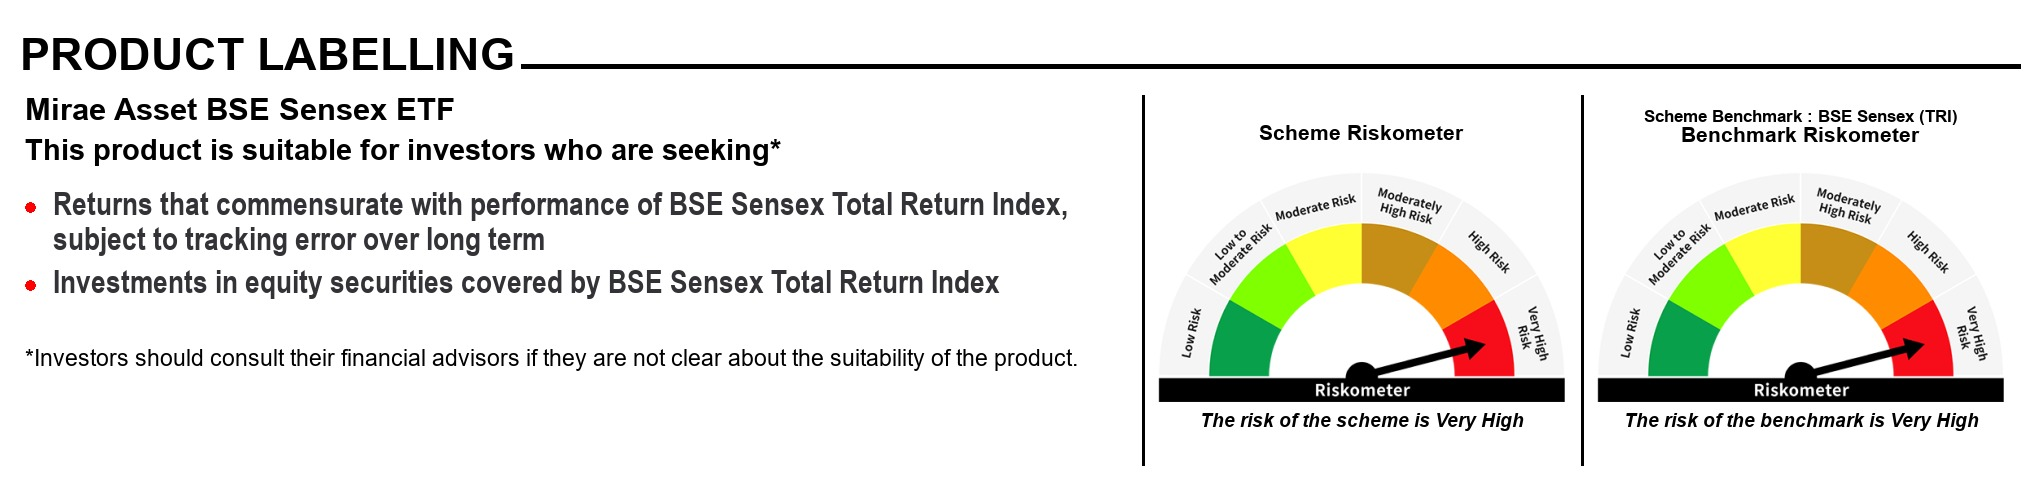 PRODUCT LABELLING
Mirae Asset BSE Sensex ETF
This product is suitable for investors who are seeking*
• Returns that commensurate with performance of BSE Sensex Total Return Index,
subject to tracking error over long term
• Investments in equity securities covered by BSE Sensex Total Return Index
*Investors should consult their financial advisors if they are not clear about the suitability of the product.
Scheme Riskometer
Low Risk
Low to
Moderate Risk
Moderate Risk
Moderately
High Risk
High Risk
Very High
Risk
Riskometer
The risk of the scheme is Very High
Scheme Benchmark : BSE Sensex (TRI)
Benchmark Riskometer
Low Risk
Low to
Moderate Risk
Moderate Risk
Moderately
High Risk
High Risk
Very High
Risk
Riskometer
The risk of the benchmark is Very High